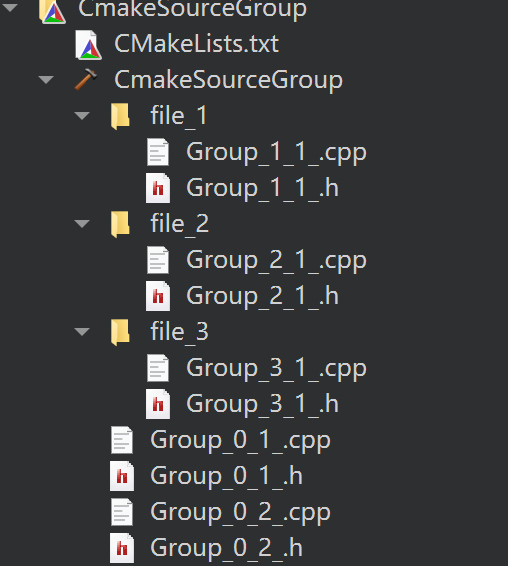 CmakeSourceGroup
CMakeLists.txt
CmakeSourceGroup
file_1
Group_1_1_.cpp
h Group_1_1_.h
file_2
Group_2_1_.cpp
h Group_2_1_.h
file_3
Group_3_1_.cpp
h Group_3_1_.h
Group_0_1_.cpp
h Group_0_1_.h
Group_0_2_.cpp
h Group_0_2_.h